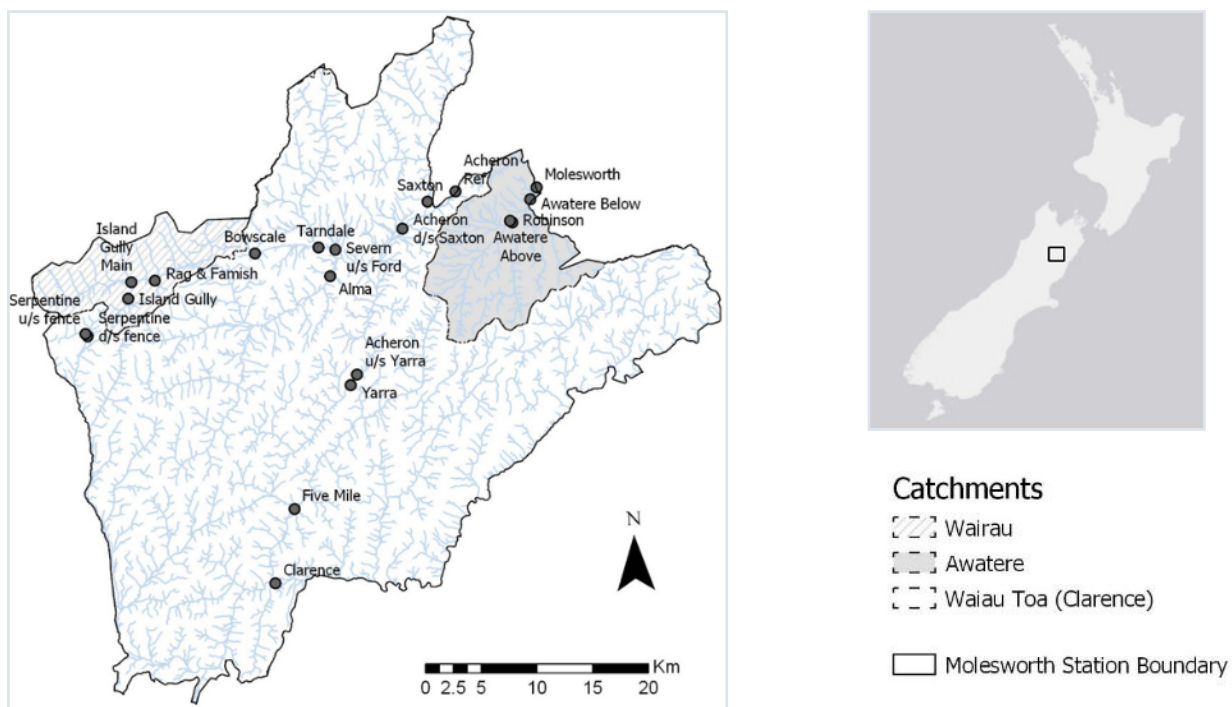 Acheron
Ref
Molesworth
Saxton
Awatere Below
Robinson
Acheron
d/s Saxton
Awatere
Above
Island
Gully
Main
Bowscale
Tarndale
Severn
u/s Ford
Rag & Famish
Alma
Island Gully
Serpentine
u/s fence
Serpentine
d/s fence
Acheron
u/s Yarra
Yarra
Five Mile
Clarence
N
Km
0 2.5 5 10 15 20
Catchments
Wairau
Awatere
Waiau Toa (Clarence)
Molesworth Station Boundary